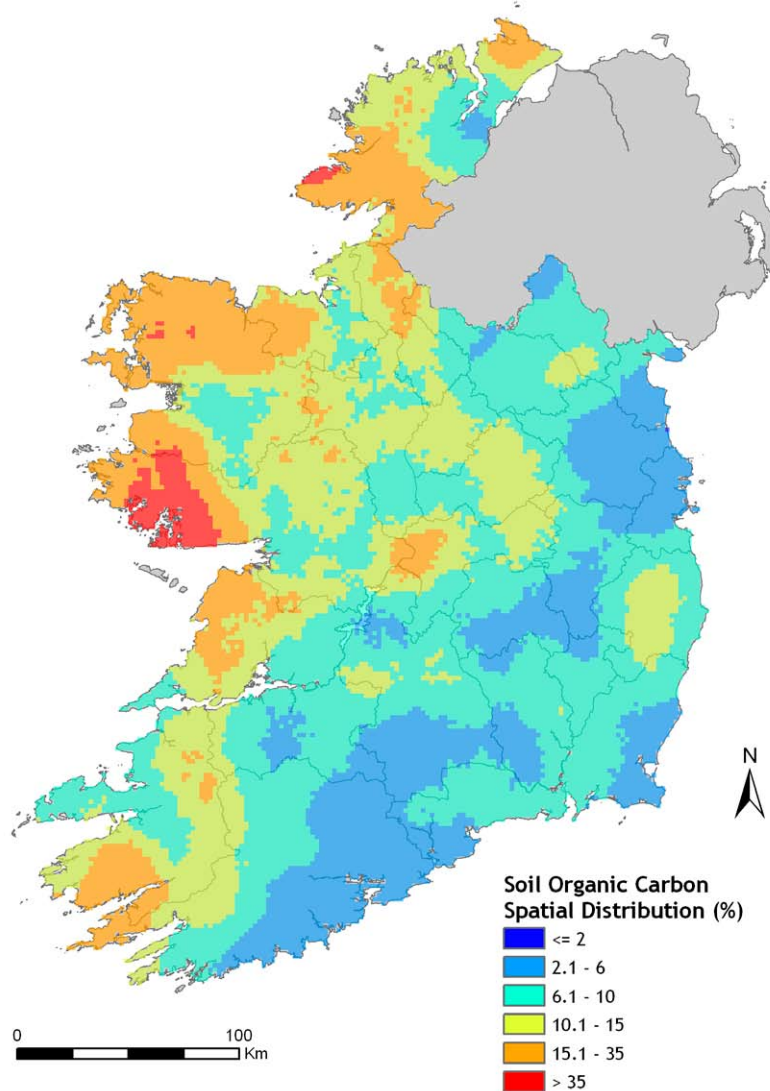 N
Soil Organic Carbon
Spatial Distribution (%)
<= 2
2.1 - 6
6.1 - 10
10.1 - 15
15.1 - 35
> 35
0 100
Km